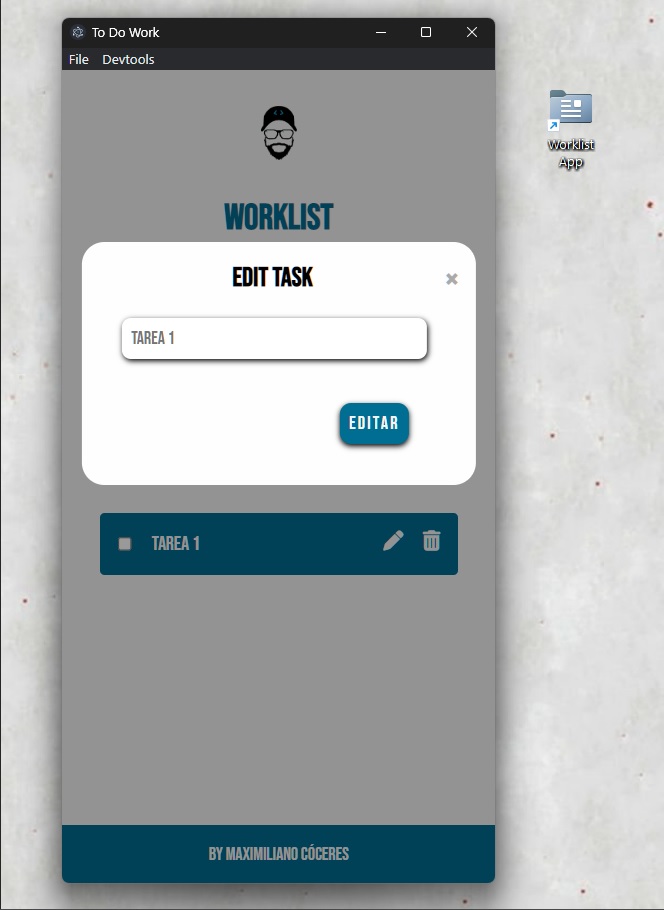 To Do Work
File Devtools
Worklist
App
WORKLIST
EDIT TASK
TAREA 1
EDITAR
TAREA 1
BY MAXIMILIANO CÓCERES